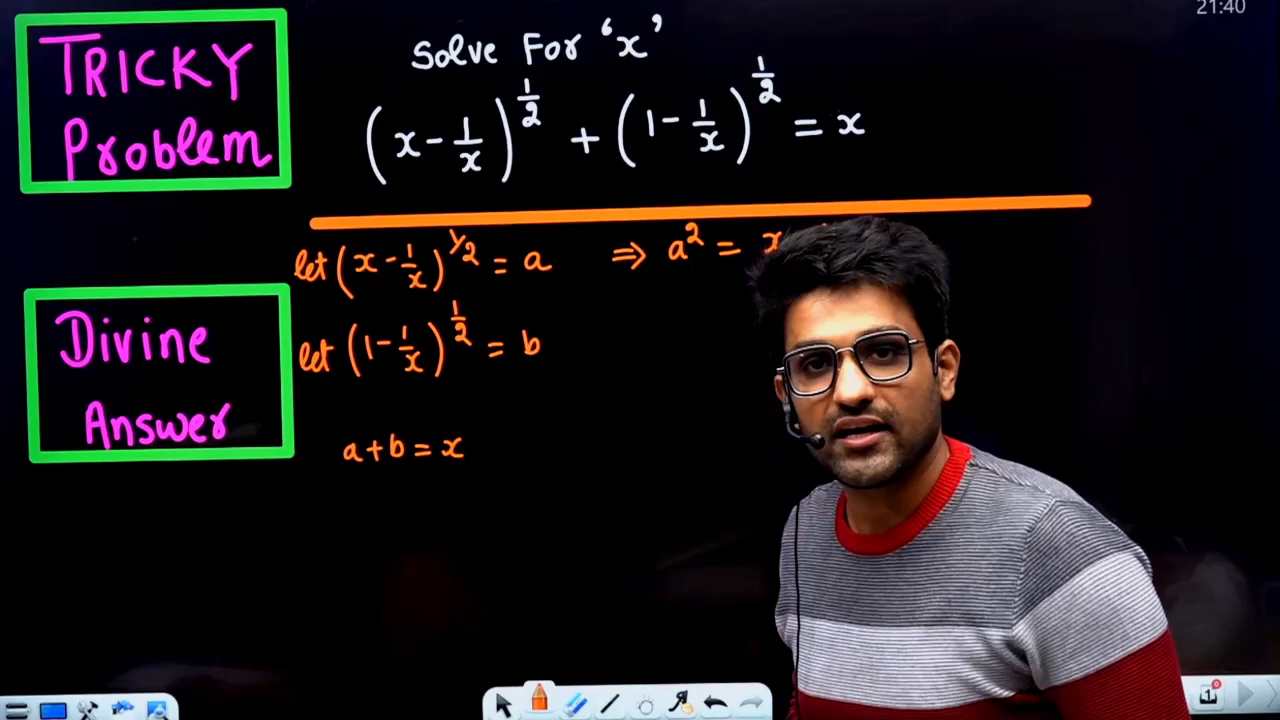 21:40
TRICKY
Problem
Solve For ‘x’
(x - 1/x)^(1/2) + (1 - 1/x)^(1/2) = x
let (x - 1/x)^(1/2) = a ⇒ a² = x
let (1 - 1/x)^(1/2) = b
Divine
Answer
a + b = x